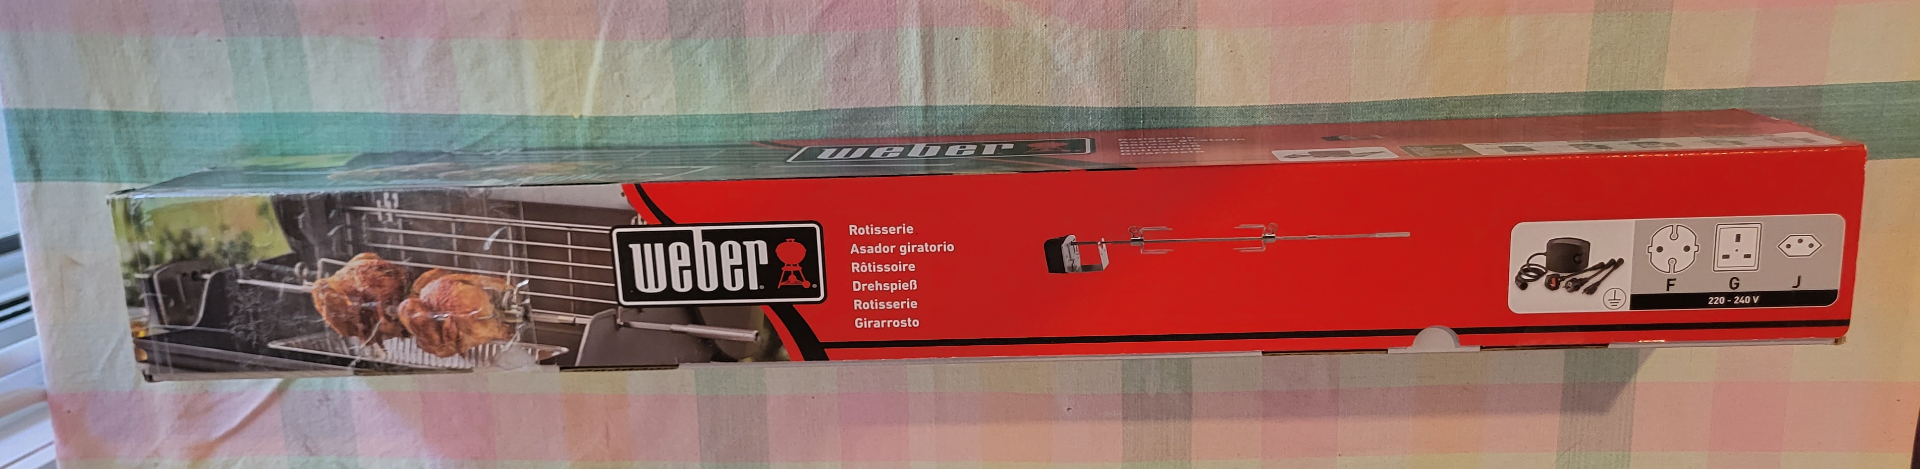 weber
weber
Rotisserie
Asador giratorio
Rôtissoire
Drehspieß
Rotisserie
Girarrosto
F G J
220 - 240 V